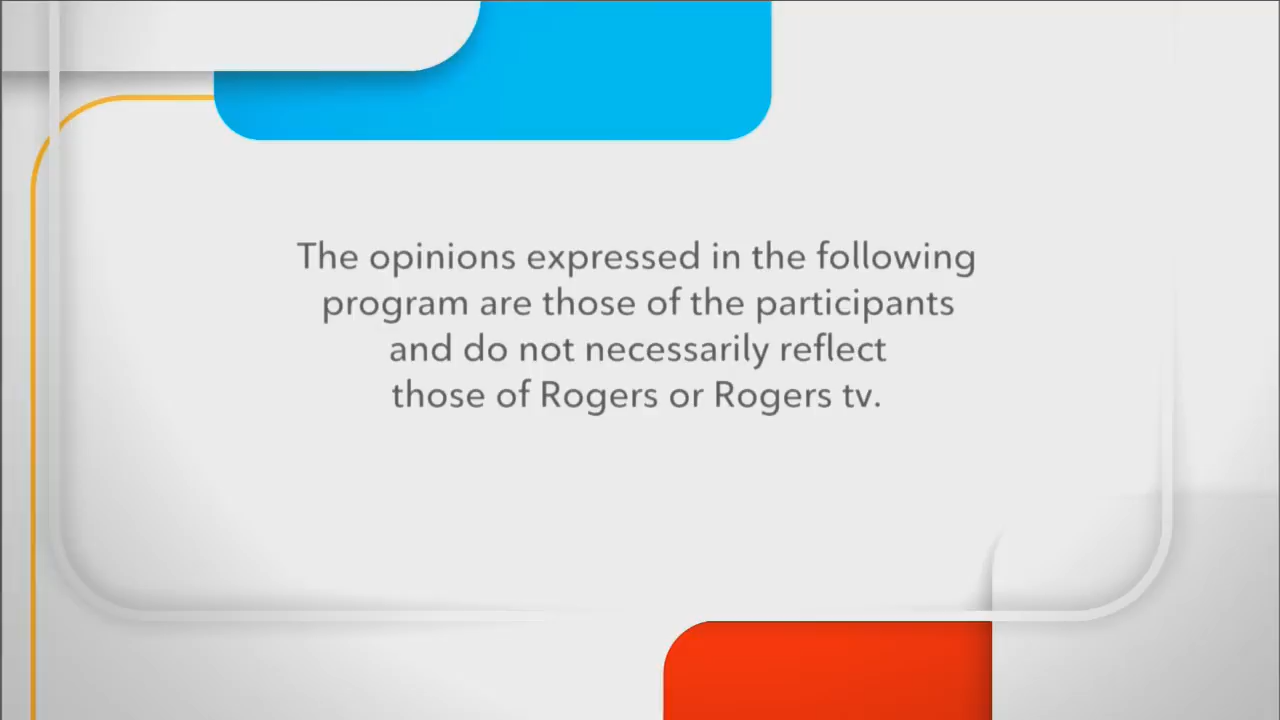 The opinions expressed in the following
program are those of the participants
and do not necessarily reflect
those of Rogers or Rogers tv.